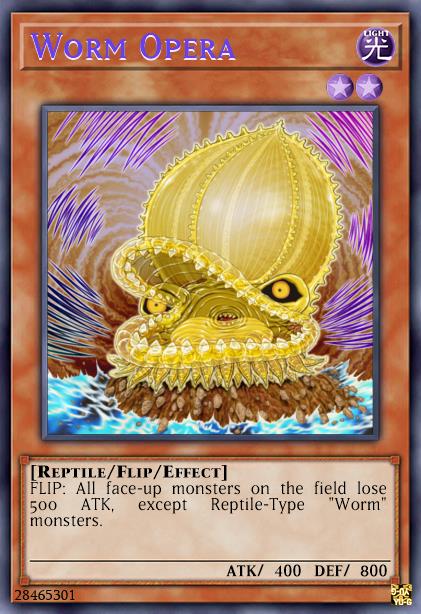 WORM OPERA
LIGHT
光
[REPTILE/FLIP/EFFECT]
FLIP: All face-up monsters on the field lose
500 ATK, except Reptile-Type "Worm"
monsters.
ATK/ 400 DEF/ 800
28465301